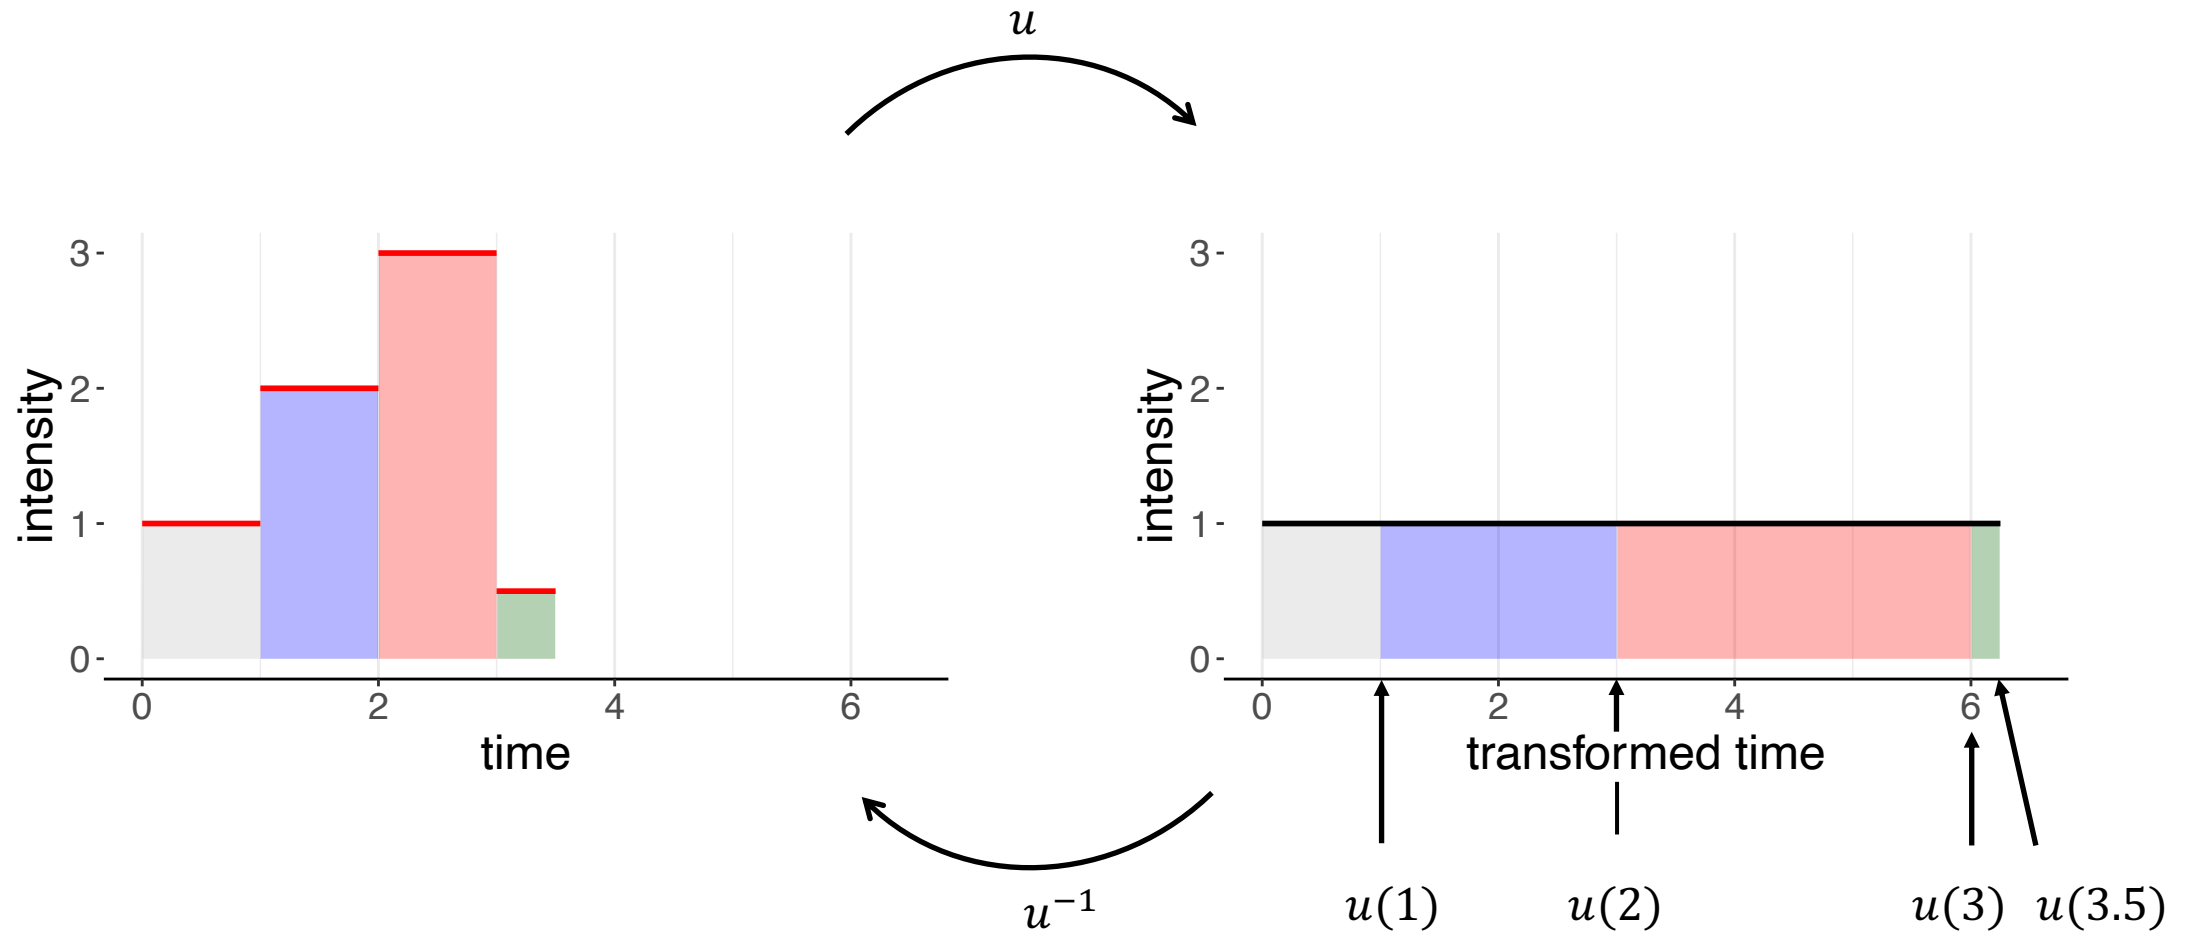 u
3
2
1
0
intensity
0 2 4 6
time
3
2
1
0
intensity
0 2 4 6
transformed time
u⁻¹
u(1) u(2) u(3) u(3.5)